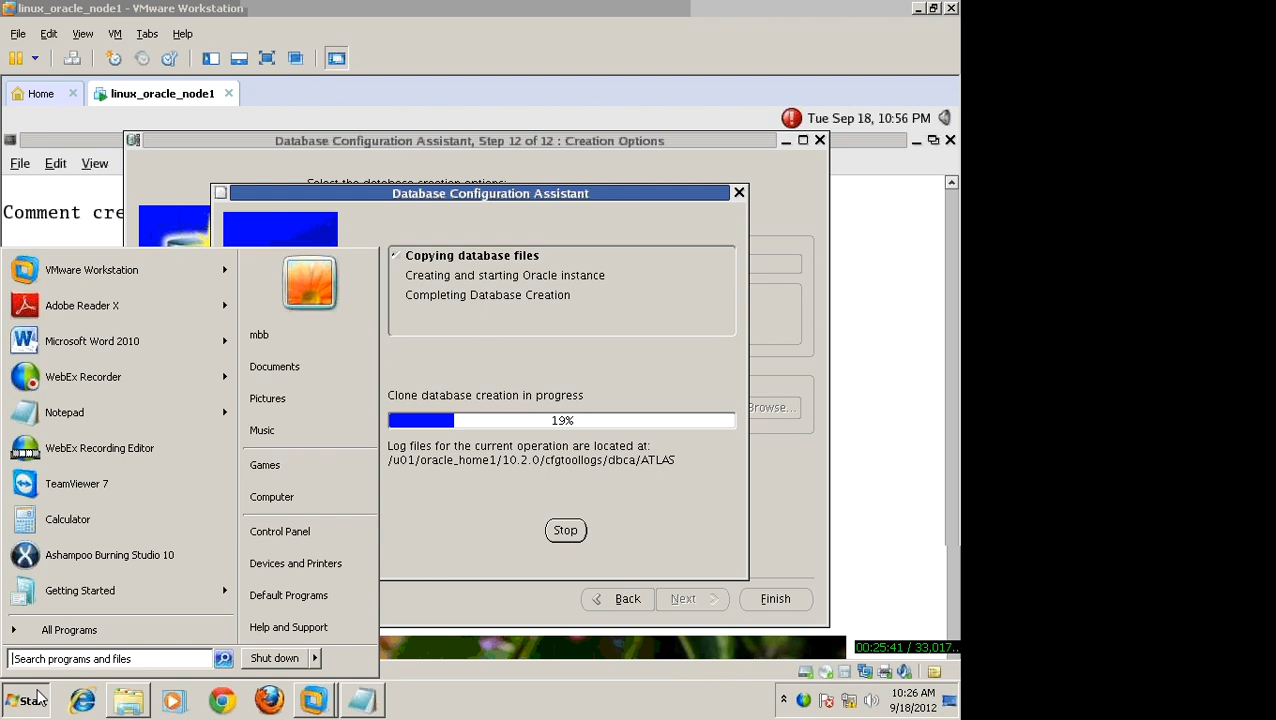 linux_oracle_node1 - VMware Workstation
File Edit View VM Tabs Help
Home
linux_oracle_node1
Tue Sep 18, 10:56 PM
Database Configuration Assistant, Step 12 of 12 : Creation Options
File Edit View
Select the database creation options:
Database Configuration Assistant
Comment cre
Copying database files
Creating and starting Oracle instance
Completing Database Creation
Clone database creation in progress
19%
Log files for the current operation are located at:
/u01/oracle_home1/10.2.0/cfgtoollogs/dbca/ATLAS
Stop
Browse...
Back
Next
Finish
VMware Workstation
Adobe Reader X
Microsoft Word 2010
WebEx Recorder
Notepad
WebEx Recording Editor
TeamViewer 7
Calculator
Ashampoo Burning Studio 10
Getting Started
All Programs
Search programs and files
mbb
Documents
Pictures
Music
Games
Computer
Control Panel
Devices and Printers
Default Programs
Help and Support
Shut down
00:25:41 / 33,017..
Start
10:26 AM
9/18/2012